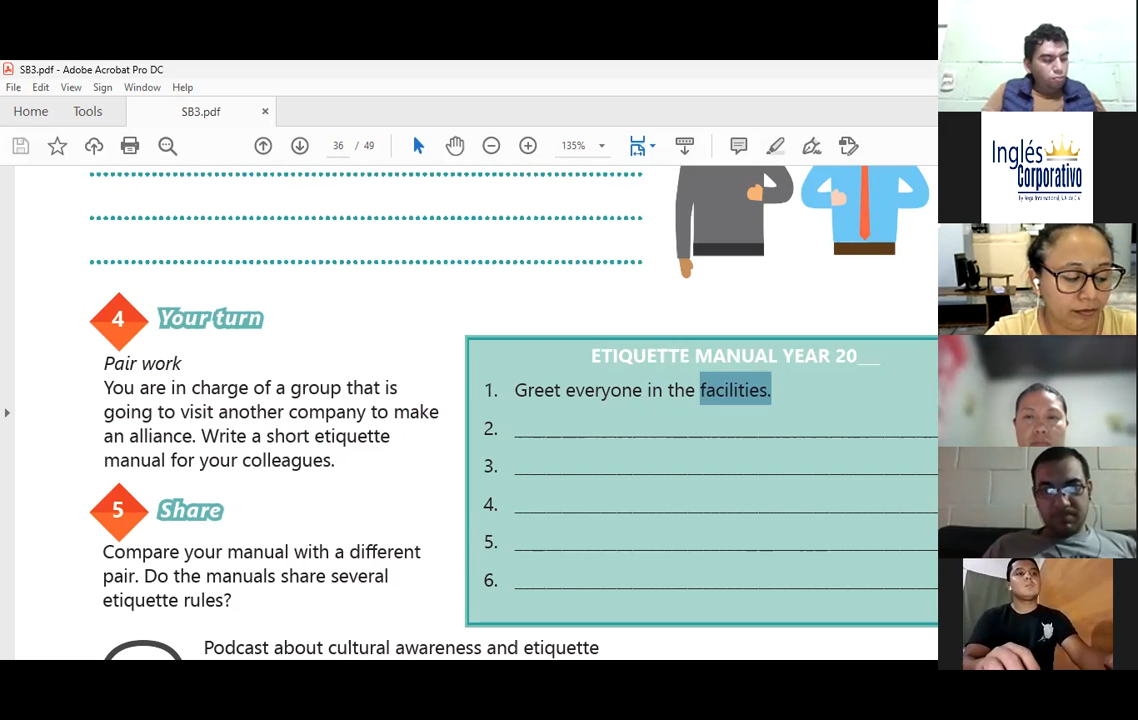 SB3.pdf - Adobe Acrobat Pro DC
File Edit View Sign Window Help
Home Tools SB3.pdf ×
36 / 49 135%
4 Your turn
Pair work
You are in charge of a group that is
going to visit another company to make
an alliance. Write a short etiquette
manual for your colleagues.
5 Share
Compare your manual with a different
pair. Do the manuals share several
etiquette rules?
ETIQUETTE MANUAL YEAR 20___
1. Greet everyone in the facilities.
2.
3.
4.
5.
6.
Podcast about cultural awareness and etiquette
Inglés
Corporativo